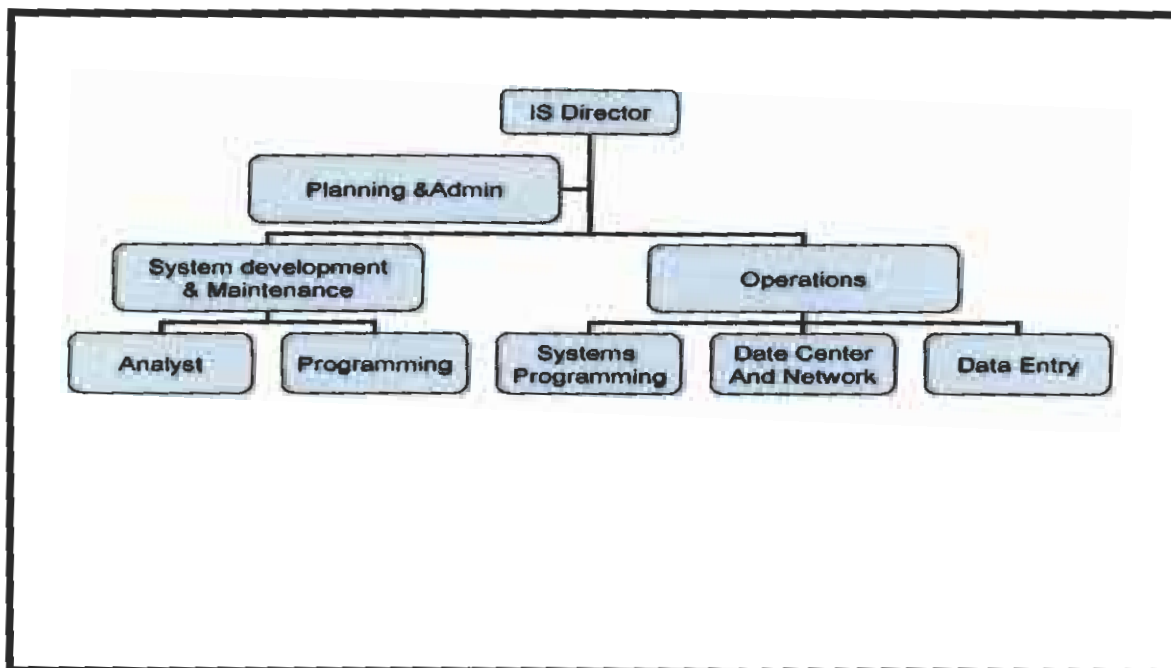 IS Director
Planning &Admin
System development
& Maintenance
Operations
Analyst
Programming
Systems
Programming
Date Center
And Network
Data Entry